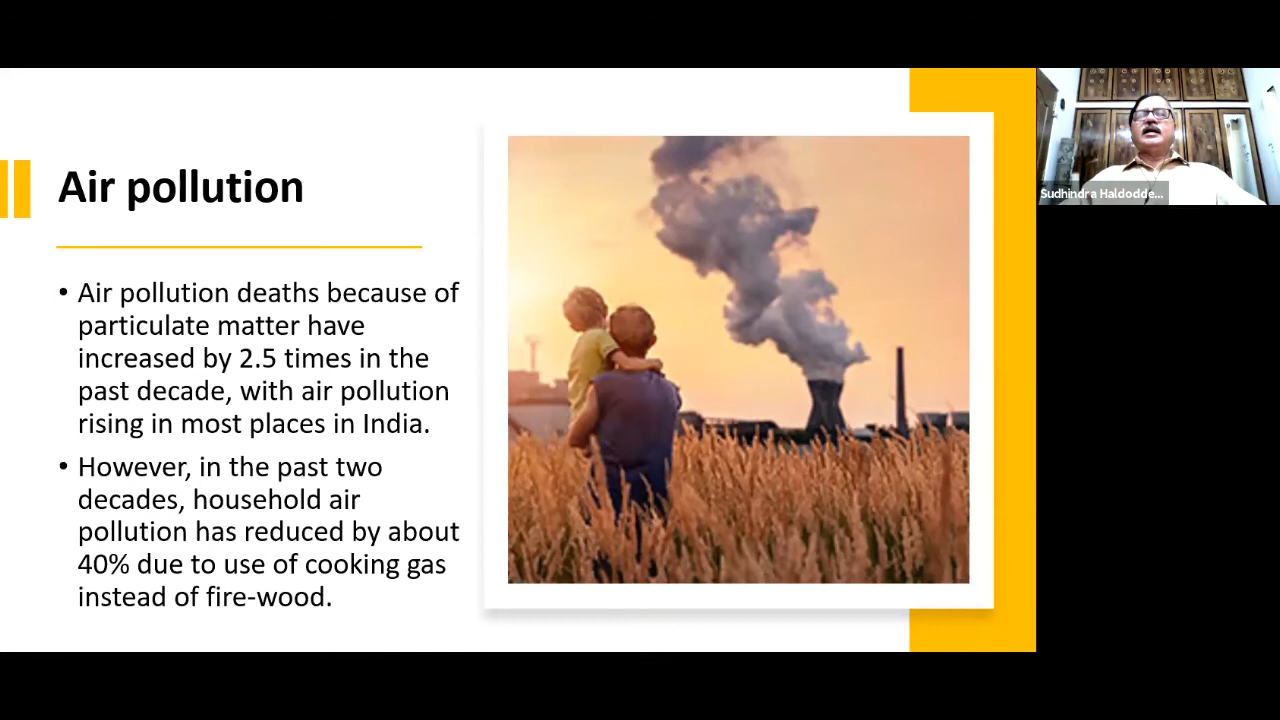 Air pollution
• Air pollution deaths because of
particulate matter have
increased by 2.5 times in the
past decade, with air pollution
rising in most places in India.
• However, in the past two
decades, household air
pollution has reduced by about
40% due to use of cooking gas
instead of fire-wood.
Sudhindra Haldodde...